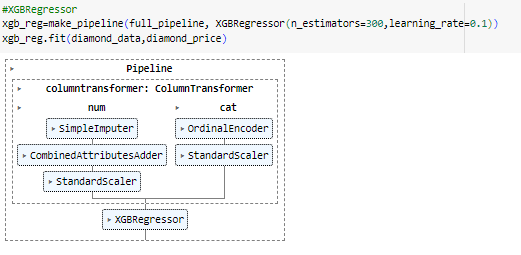 #XGBRegressor
xgb_reg=make_pipeline(full_pipeline, XGBRegressor(n_estimators=300,learning_rate=0.1))
xgb_reg.fit(diamond_data,diamond_price)
Pipeline
columntransformer: ColumnTransformer
num cat
SimpleImputer OrdinalEncoder
CombinedAttributesAdder StandardScaler
StandardScaler
XGBRegressor